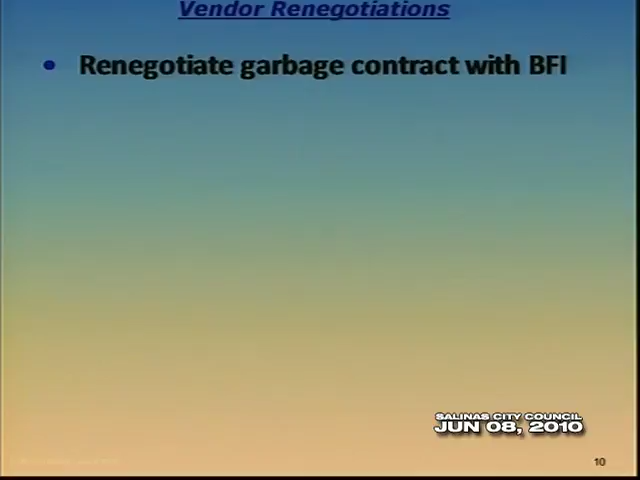 Vendor Renegotiations
• Renegotiate garbage contract with BFI
SALINAS CITY COUNCIL
JUN 08, 2010
10